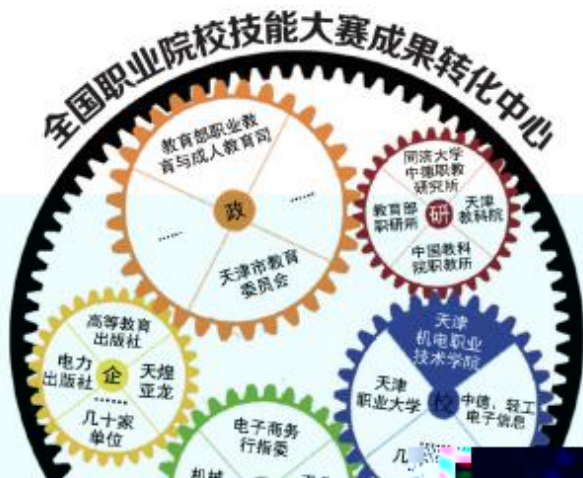 全国职业院校技能大赛成果转化中心
教育部职业教
育与成人教育司
政
……
……
天津市教育
委员会
同济大学
中德职教
研究所
教育部
职研所
研
天津
教科院
中国教科
院职教所
高等教育
出版社
电力
出版社
企
天煌
亚龙
……
几十家
单位
天津
机电职业
技术学院
天津
职业大学
校
中德，轻工
电子信息
……
几
电子商务
行指委
机械